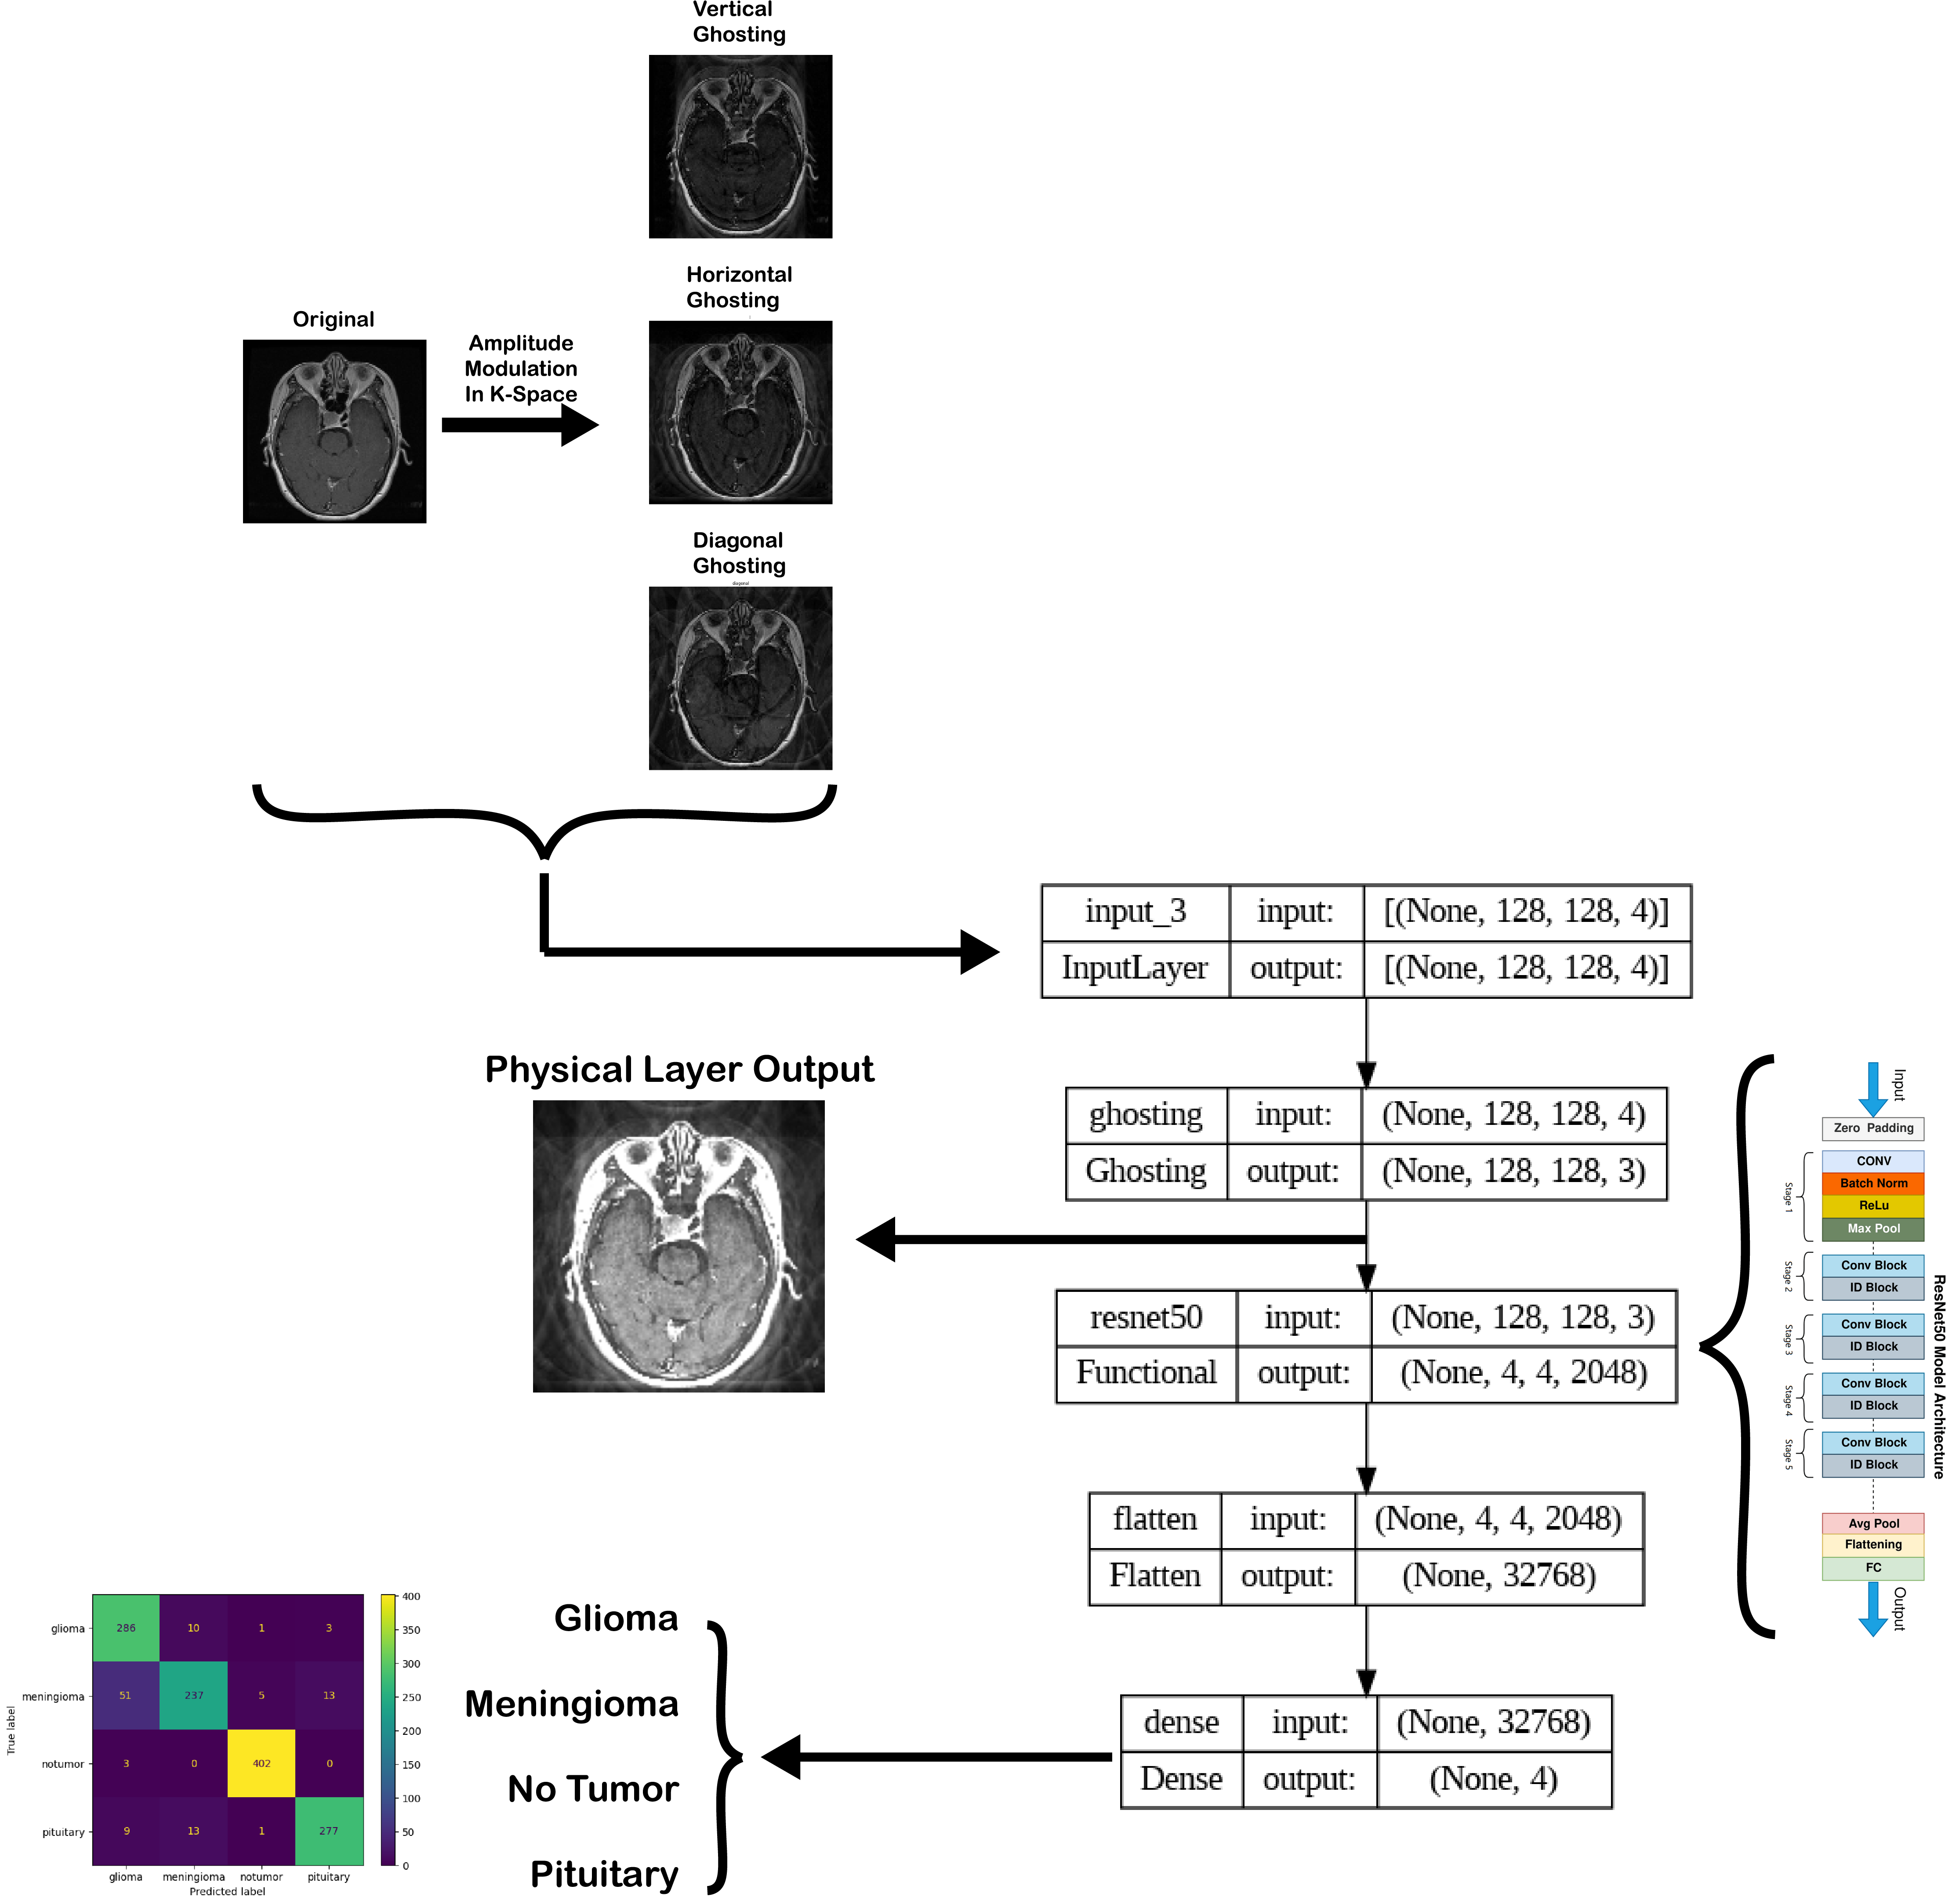 Vertical
Ghosting
Horizontal
Ghosting
Original
Amplitude
Modulation
In K-Space
Diagonal
Ghosting
diagonal
input_3 input: [(None, 128, 128, 4)]
InputLayer output: [(None, 128, 128, 4)]
Physical Layer Output
ghosting input: (None, 128, 128, 4)
Ghosting output: (None, 128, 128, 3)
resnet50 input: (None, 128, 128, 3)
Functional output: (None, 4, 4, 2048)
flatten input: (None, 4, 4, 2048)
Flatten output: (None, 32768)
dense input: (None, 32768)
Dense output: (None, 4)
Input
Zero Padding
Stage 1
CONV
Batch Norm
ReLu
Max Pool
Stage 2
Conv Block
ID Block
Stage 3
Conv Block
ID Block
Stage 4
Conv Block
ID Block
Stage 5
Conv Block
ID Block
Avg Pool
Flattening
FC
Output
ResNet50 Model Architecture
Glioma
Meningioma
No Tumor
Pituitary
True label
glioma 286 10 1 3
meningioma 51 237 5 13
notumor 3 0 402 0
pituitary 9 13 1 277
glioma meningioma notumor pituitary
Predicted label
400
350
300
250
200
150
100
50
0